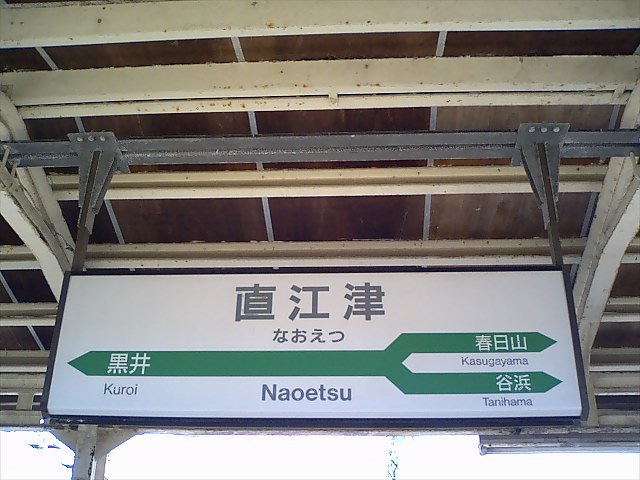 直江津
なおえつ
黒井
Kuroi
Naoetsu
春日山
Kasugayama
谷浜
Tanihama